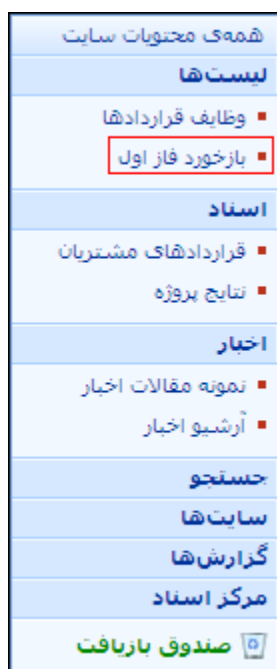 همه‌ی محتویات سایت
لیست‌ها
وظایف قراردادها
بازخورد فاز اول
اسناد
قراردادهای مشتریان
نتایج پروژه
اخبار
نمونه مقالات اخبار
آرشیو اخبار
جستجو
سایت‌ها
گزارش‌ها
مرکز اسناد
صندوق بازیافت